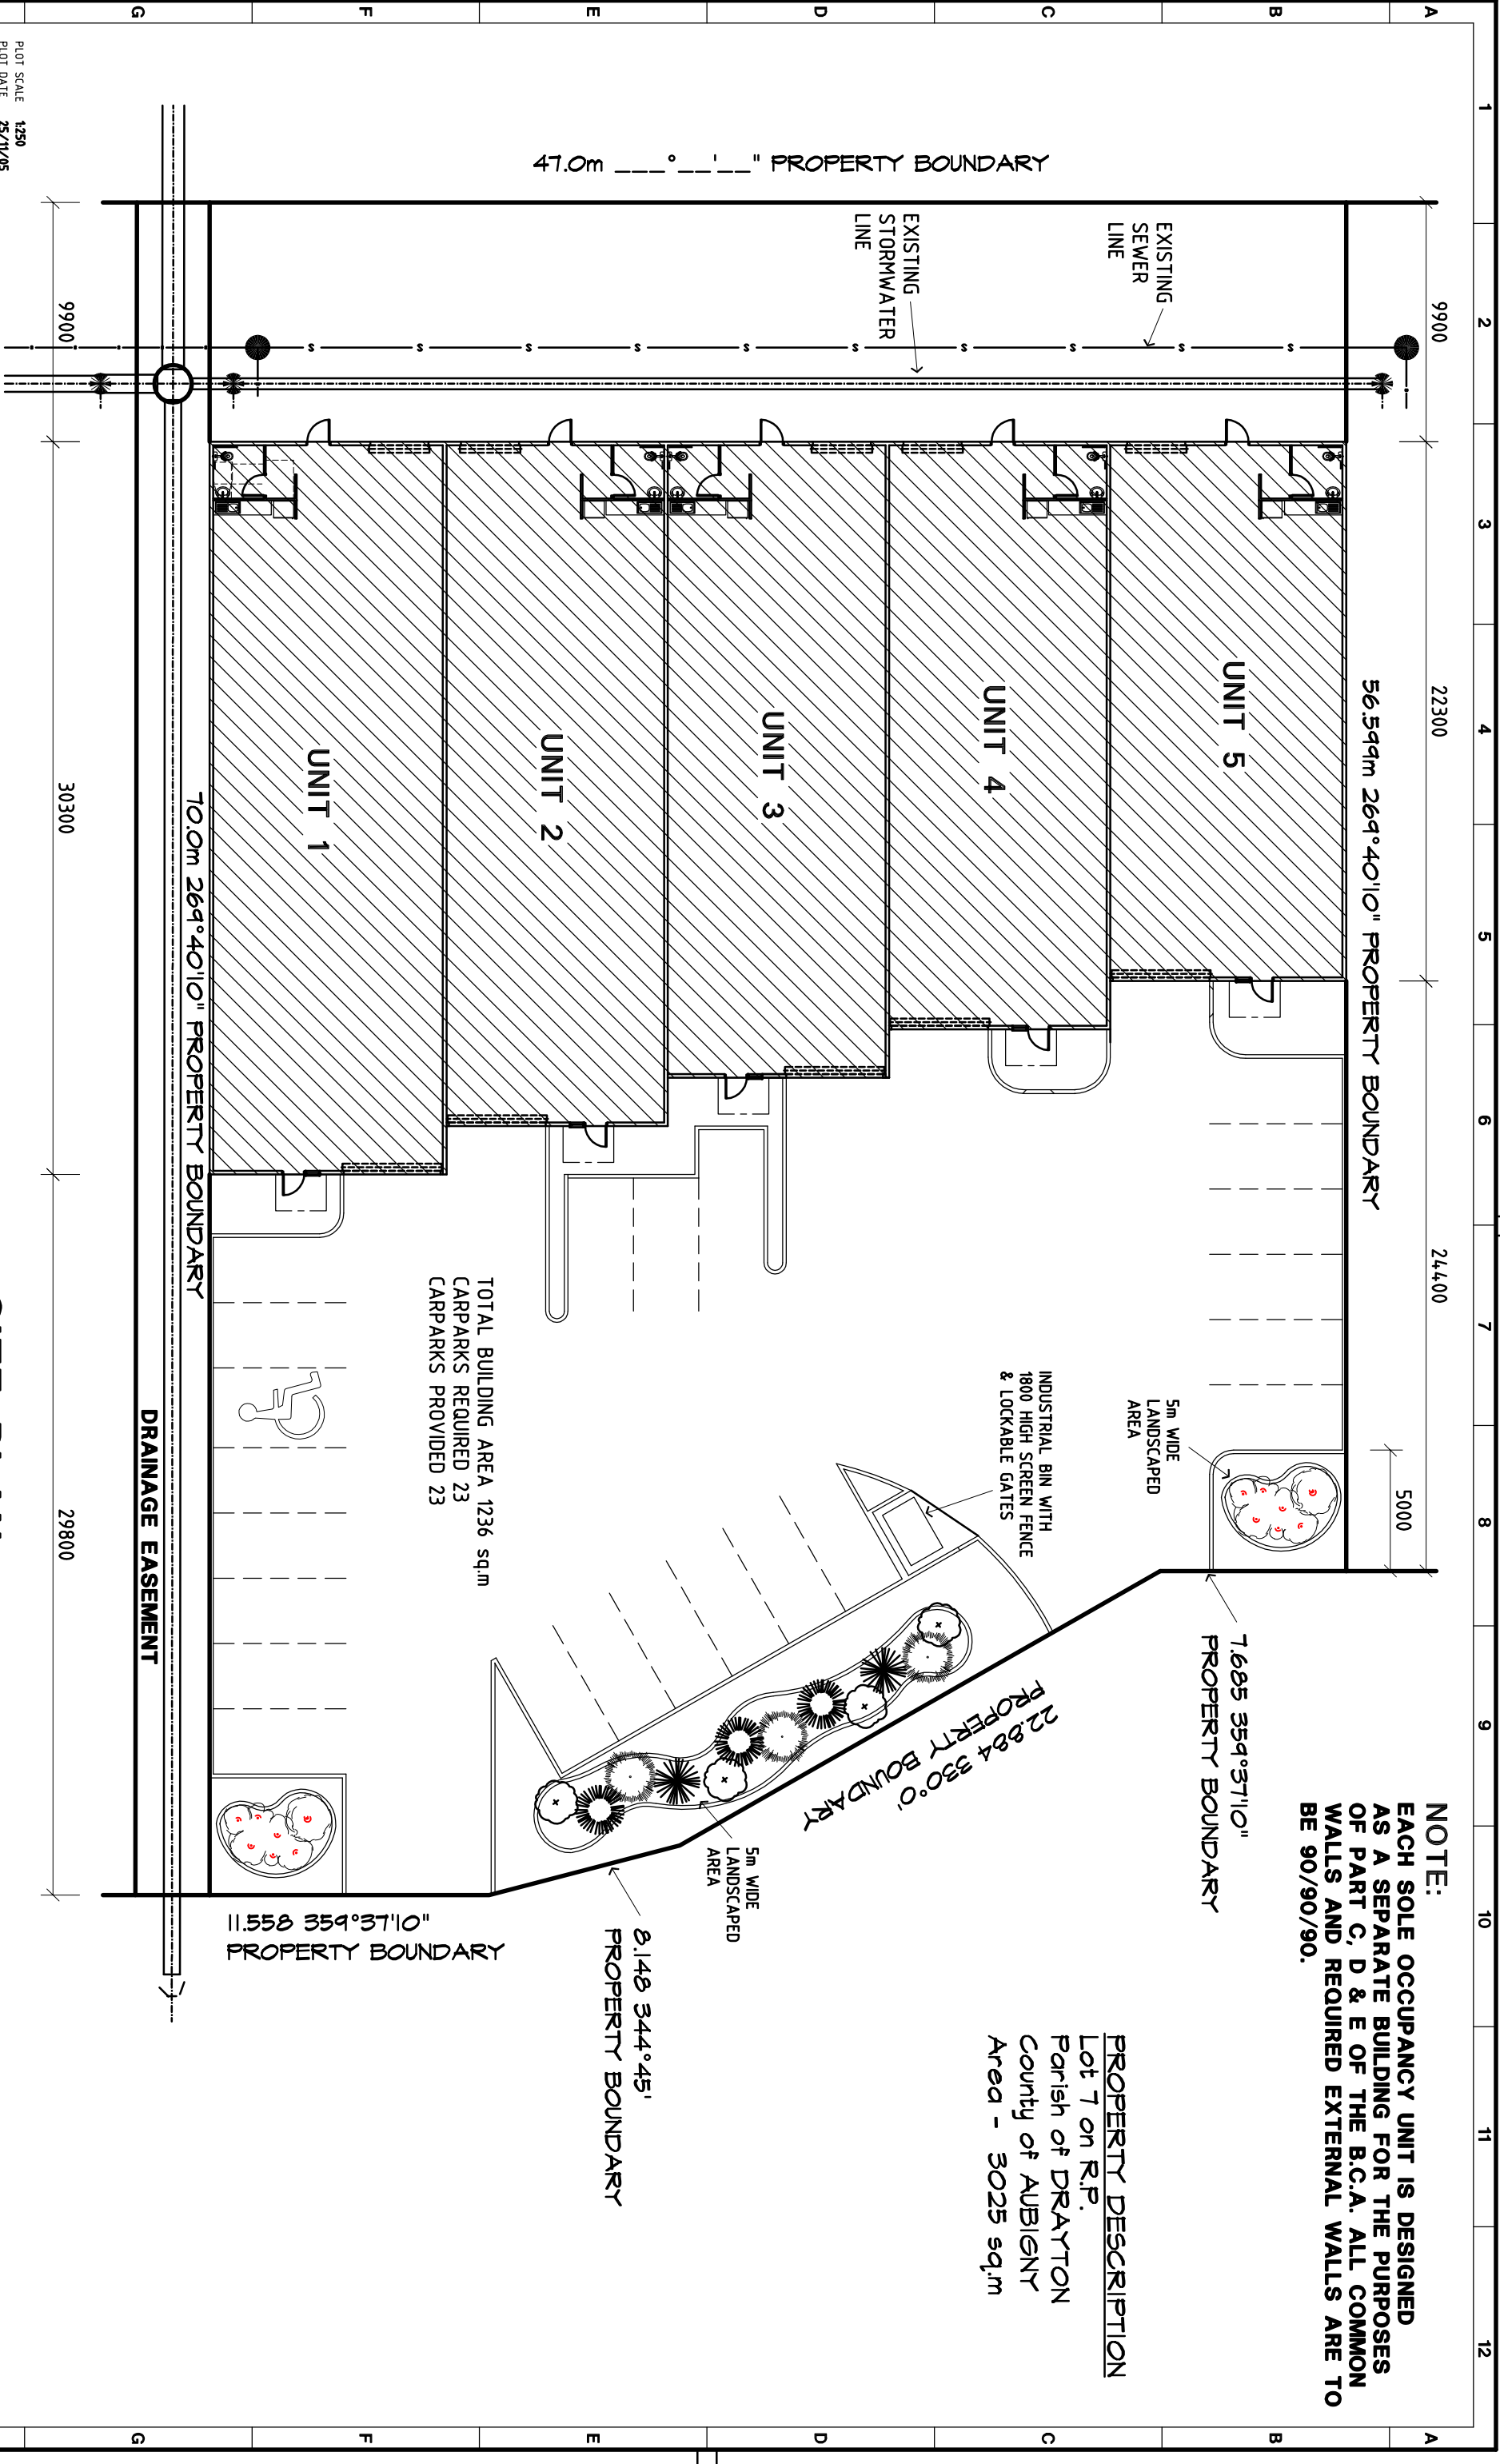 1 2 3 4 5 6 7 8 9 10 11 12
A
B
C
D
E
F
G
A
B
C
D
E
F
G
9900
22300
24400
5000
56.599m 269°40'10" PROPERTY BOUNDARY
NOTE:
EACH SOLE OCCUPANCY UNIT IS DESIGNED
AS A SEPARATE BUILDING FOR THE PURPOSES
OF PART C, D & E OF THE B.C.A. ALL COMMON
WALLS AND REQUIRED EXTERNAL WALLS ARE TO
BE 90/90/90.
EXISTING
SEWER
LINE
EXISTING
STORMWATER
LINE
47.0m ___°__'__" PROPERTY BOUNDARY
s s s s s s s s s s
UNIT 5
UNIT 4
UNIT 3
UNIT 2
UNIT 1
5m WIDE
LANDSCAPED
AREA
7.685 359°37'10"
PROPERTY BOUNDARY
INDUSTRIAL BIN WITH
1800 HIGH SCREEN FENCE
& LOCKABLE GATES
22.884 330°0'
PROPERTY BOUNDARY
PROPERTY DESCRIPTION
Lot 7 on R.P.
Parish of DRAYTON
County of AUBIGNY
Area - 3025 sq.m
5m WIDE
LANDSCAPED
AREA
8.148 344°45'
PROPERTY BOUNDARY
TOTAL BUILDING AREA 1236 sq.m
CARPARKS REQUIRED 23
CARPARKS PROVIDED 23
11.558 359°37'10"
PROPERTY BOUNDARY
70.0m 269°40'10" PROPERTY BOUNDARY
DRAINAGE EASEMENT
9900
30300
29800
PLOT SCALE 1:250
PLOT DATE 25/11/05